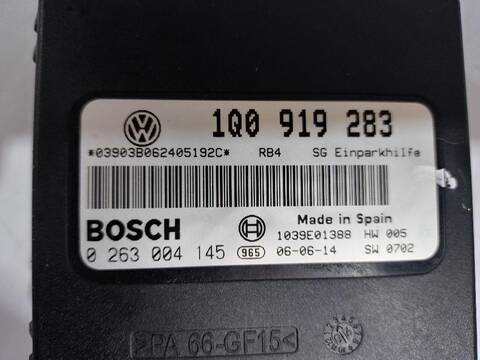 1Q0 919 283
*03903B062405192C* RB4 SG Einparkhilfe
BOSCH
Made in Spain
1039E01388 HW 005
0 263 004 145 965 06-06-14 SW 0702
>PA 66-GF15<